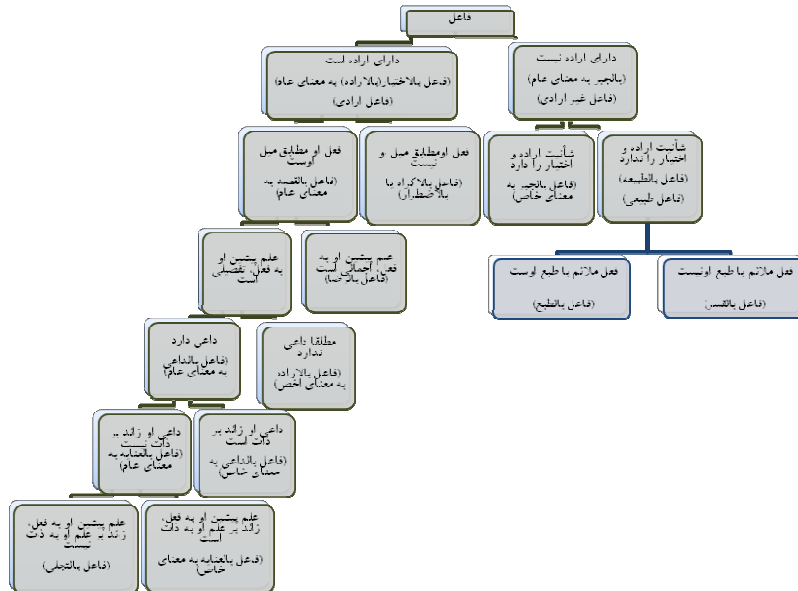 فاعل
دارای اراده نیست
(بالجبر به معنای عام)
(فاعل غیر ارادی)
دارای اراده است
(فاعل بالاختیار(بالاراده) به معنای عام)
(فاعل ارادی)
شأنیت اراده و
اختیار را ندارد
(فاعل بالطبیعه)
(فاعل طبیعی)
شأنیت اراده و
اختیار را دارد
(فاعل بالجبر به
معنای خاص)
فعل اومطابق میل او
نیست
(فاعل بالاکراه یا
بالاضطرار)
فعل او مطابق میل
اوست
(فاعل بالقصد به
معنای عام)
فعل ملائم با طبع اونیست
(فاعل بالقسر)
فعل ملائم با طبع اوست
(فاعل بالطبع)
علم پیشین او به
فعل، اجمالی است
(فاعل بالرضا)
علم پیشین او
به فعل، تفصیلی
است
مطلقا داعی
ندارد
(فاعل بالاراده
به معنای اخص)
داعی دارد
(فاعل بالداعی
به معنای عام)
داعی او زائد بر
ذات است
(فاعل بالداعی به
معنای خاص)
داعی او زائد بر
ذات نیست
(فاعل بالعنایه به
معنای عام)
علم پیشین او به فعل،
زائد بر علم او به ذات
است
(فاعل بالعنایه به معنای
خاص)
علم پیشین او به فعل،
زائد بر علم او به ذات
نیست
(فاعل بالتجلی)